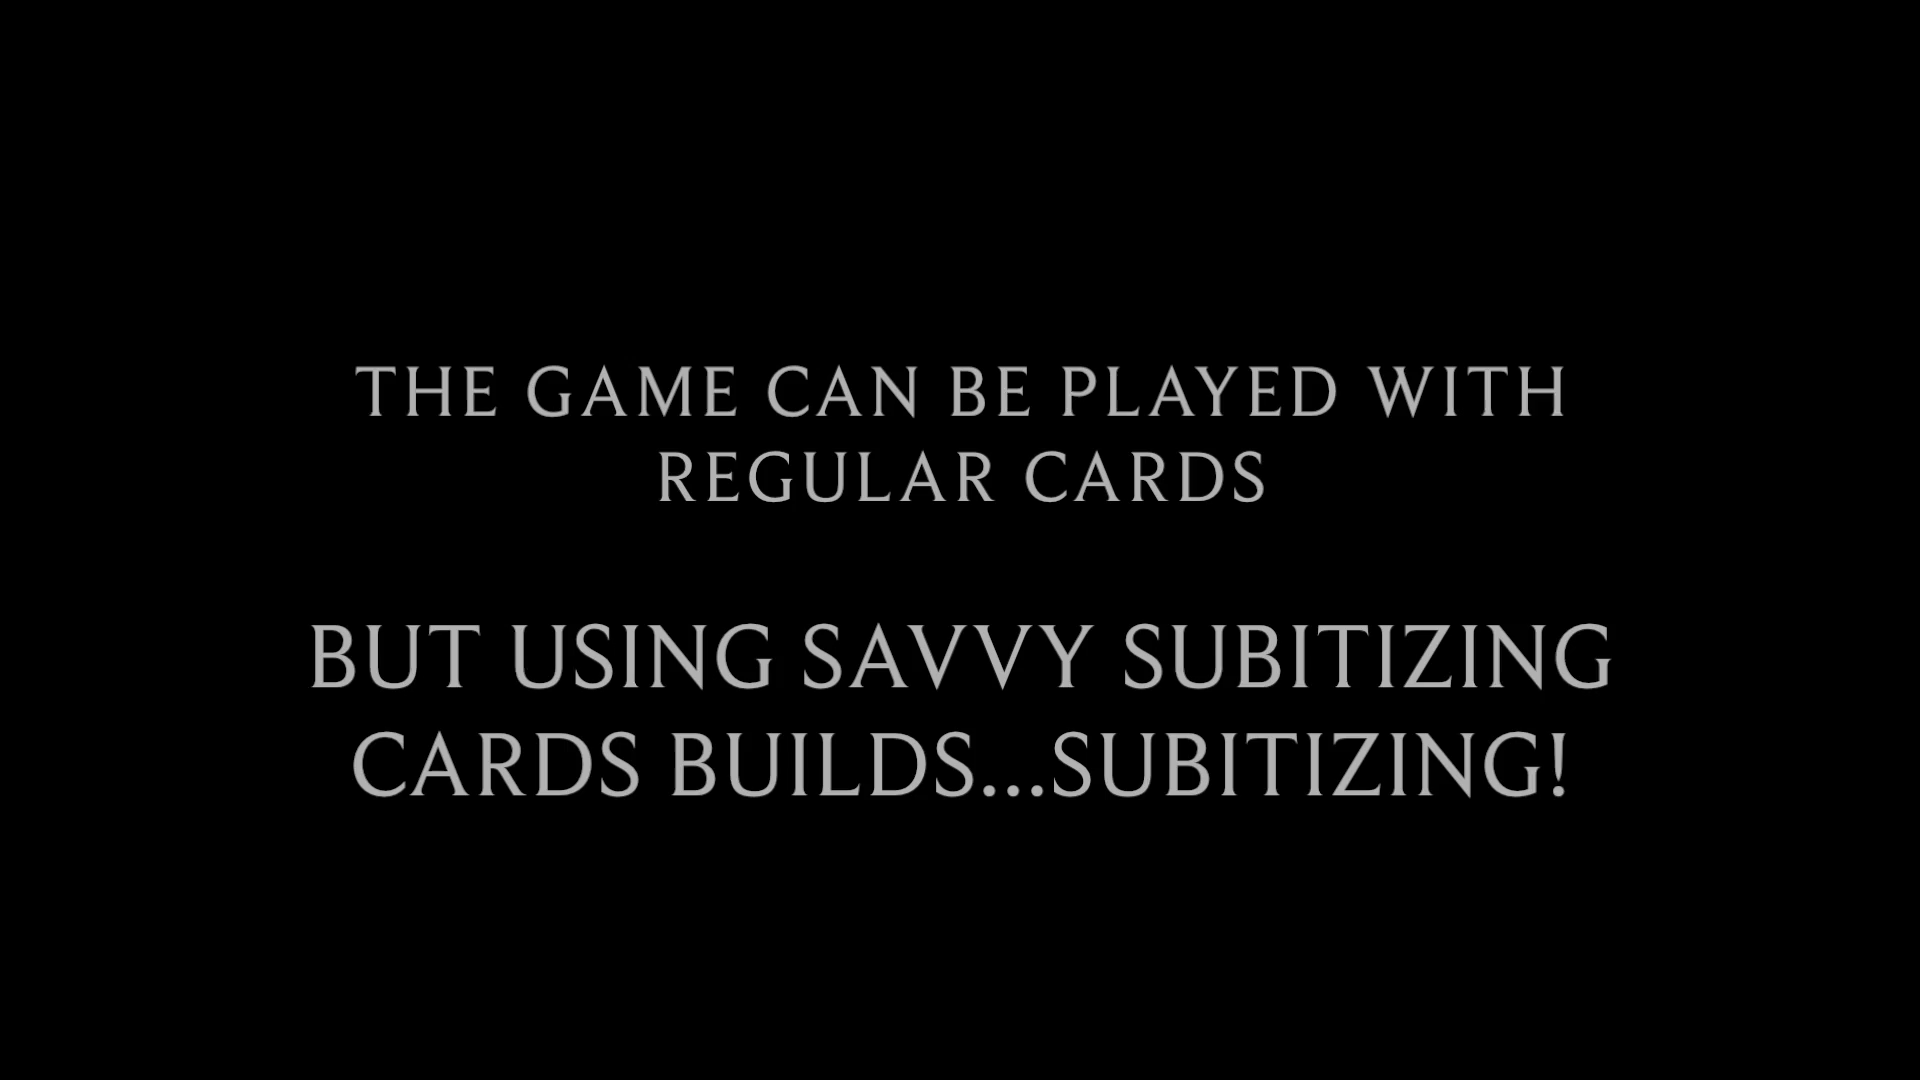 THE GAME CAN BE PLAYED WITH
REGULAR CARDS
BUT USING SAVVY SUBITIZING
CARDS BUILDS...SUBITIZING!